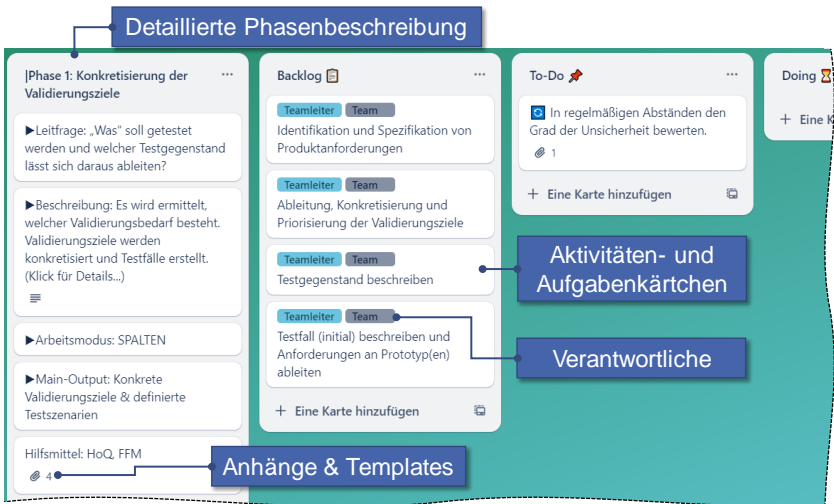 Detaillierte Phasenbeschreibung
|Phase 1: Konkretisierung der
Validierungsziele
▶Leitfrage: „Was" soll getestet
werden und welcher Testgegenstand
lässt sich daraus ableiten?
▶Beschreibung: Es wird ermittelt,
welcher Validierungsbedarf besteht.
Validierungsziele werden
konkretisiert und Testfälle erstellt.
(Klick für Details...)
▶Arbeitsmodus: SPALTEN
▶Main-Output: Konkrete
Validierungsziele & definierte
Testszenarien
Hilfsmittel: HoQ, FFM
4
Anhänge & Templates
Backlog
Teamleiter Team
Identifikation und Spezifikation von
Produktanforderungen
Teamleiter Team
Ableitung, Konkretisierung und
Priorisierung der Validierungsziele
Teamleiter Team
Testgegenstand beschreiben
Teamleiter Team
Testfall (initial) beschreiben und
Anforderungen an Prototyp(en)
ableiten
+ Eine Karte hinzufügen
To-Do
In regelmäßigen Abständen den
Grad der Unsicherheit bewerten.
1
+ Eine Karte hinzufügen
Aktivitäten- und
Aufgabenkärtchen
Verantwortliche
Doing
+ Eine K